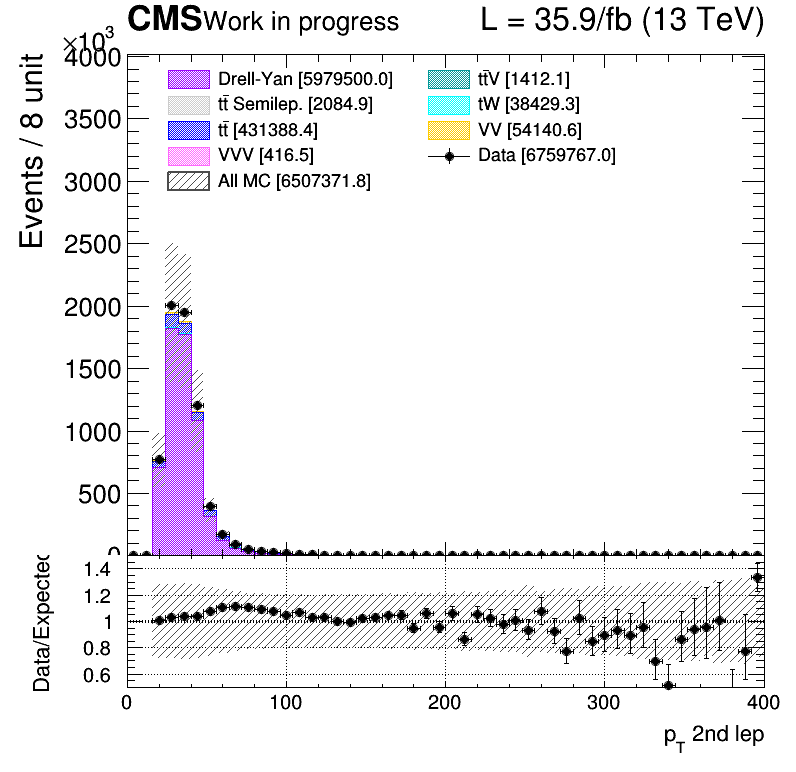 CMS Work in progress L = 35.9/fb (13 TeV)
×10³
Drell-Yan [5979500.0] tt̄V [1412.1]
tt̄ Semilep. [2084.9] tW [38429.3]
tt̄ [431388.4] VV [54140.6]
VVV [416.5] Data [6759767.0]
All MC [6507371.8]
Events / 8 unit
4000
3500
3000
2500
2000
1500
1000
500
0
Data/Expected
1.4
1.2
1
0.8
0.6
0 100 200 300 400
p_T 2nd lep